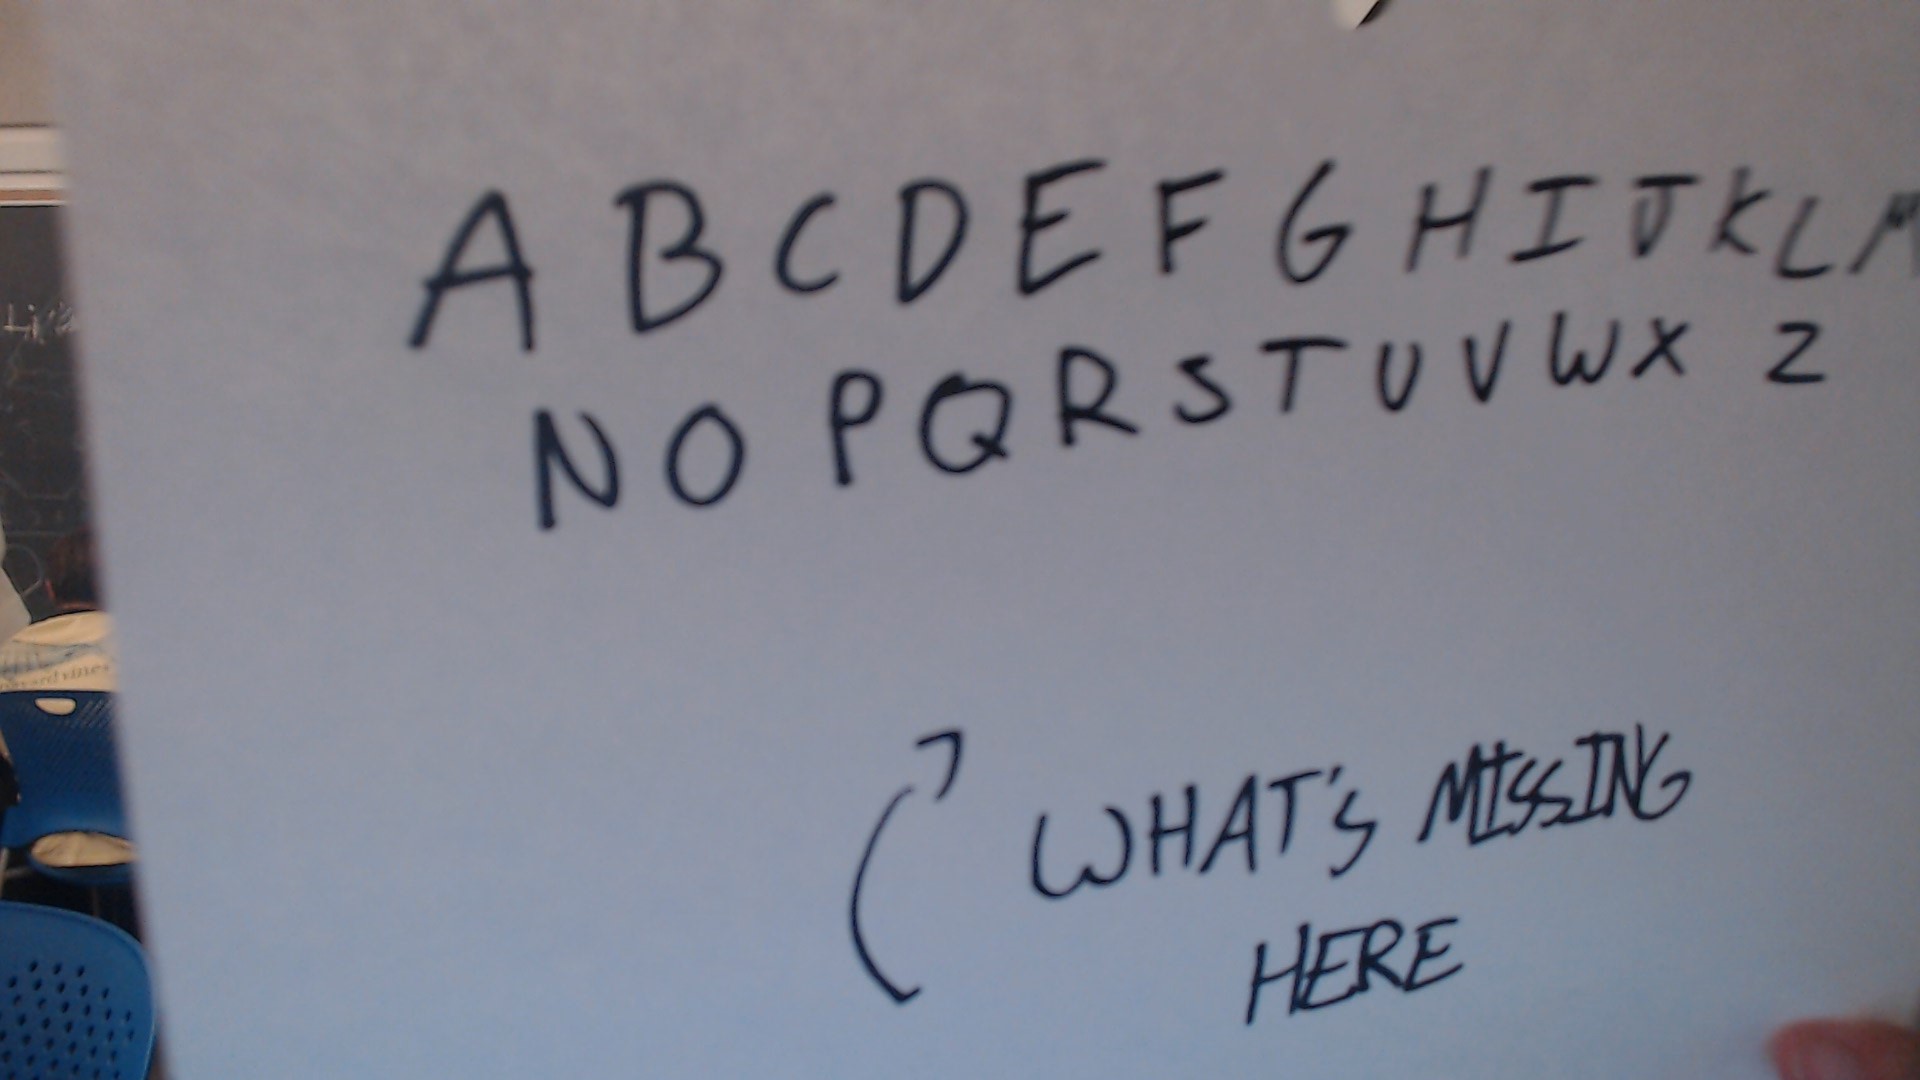 A B C D E F G H I J K L M
N O P Q R S T U V W X Z
WHAT'S MISSING
HERE